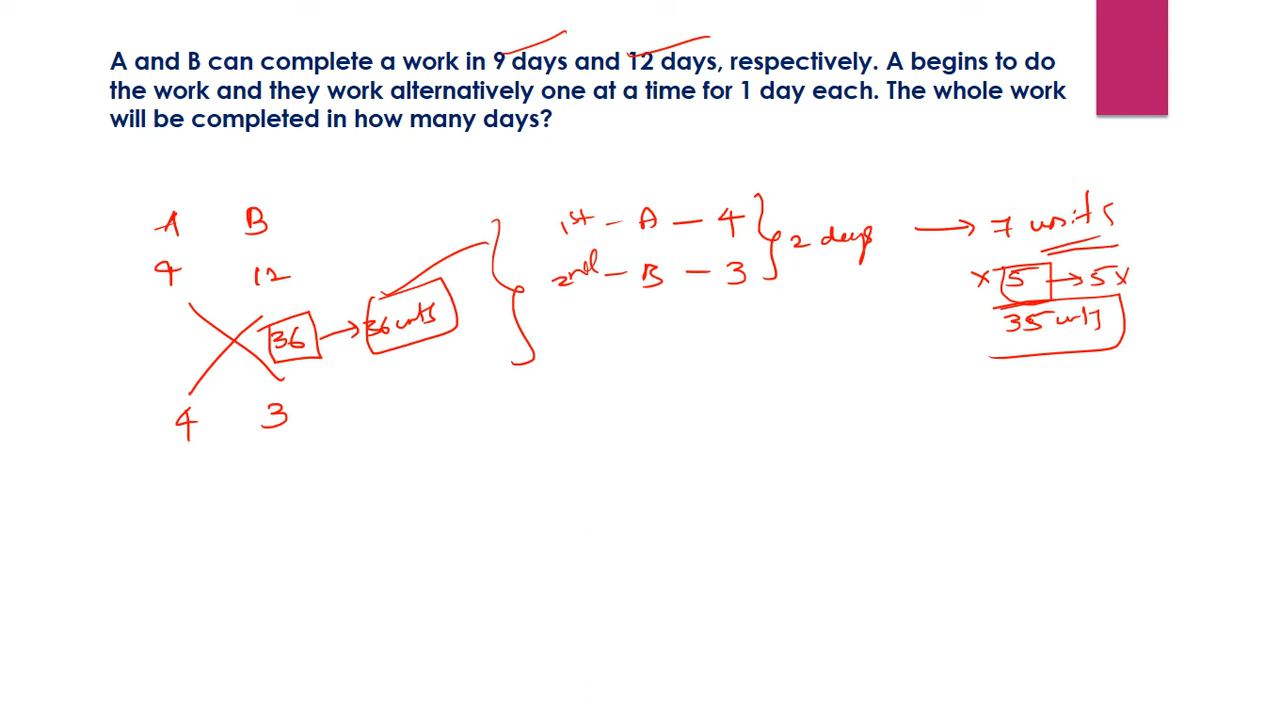 A and B can complete a work in 9 days and 12 days, respectively. A begins to do
the work and they work alternatively one at a time for 1 day each. The whole work
will be completed in how many days?
A B
9 12
36 → 36 units
4 3
1st - A - 4
2nd - B - 3
2 days → 7 units
x 5 → 5 x
35 units